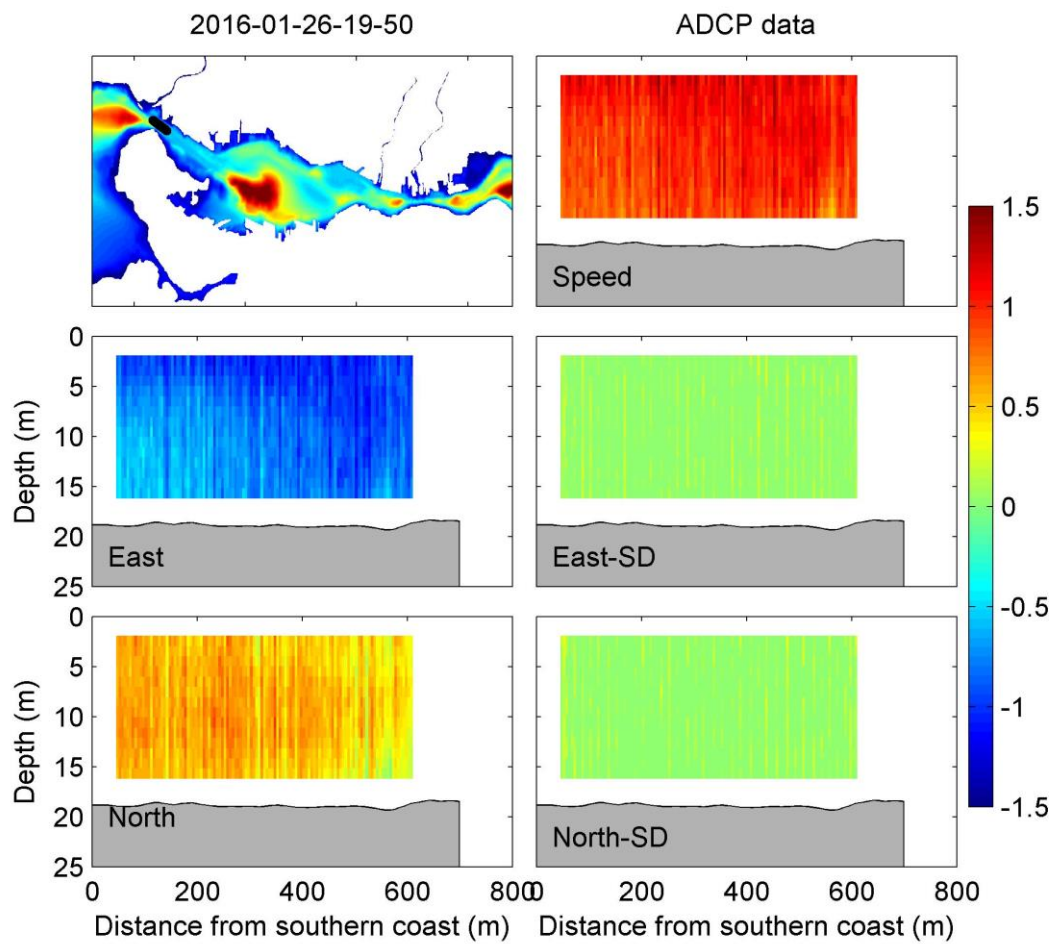 2016-01-26-19-50
ADCP data
Speed
1.5
1
0.5
0
-0.5
-1
-1.5
0
5
10
15
20
25
Depth (m)
East
East-SD
0
5
10
15
20
25
Depth (m)
North
North-SD
0 200 400 600 800
0 200 400 600 800
Distance from southern coast (m)
Distance from southern coast (m)